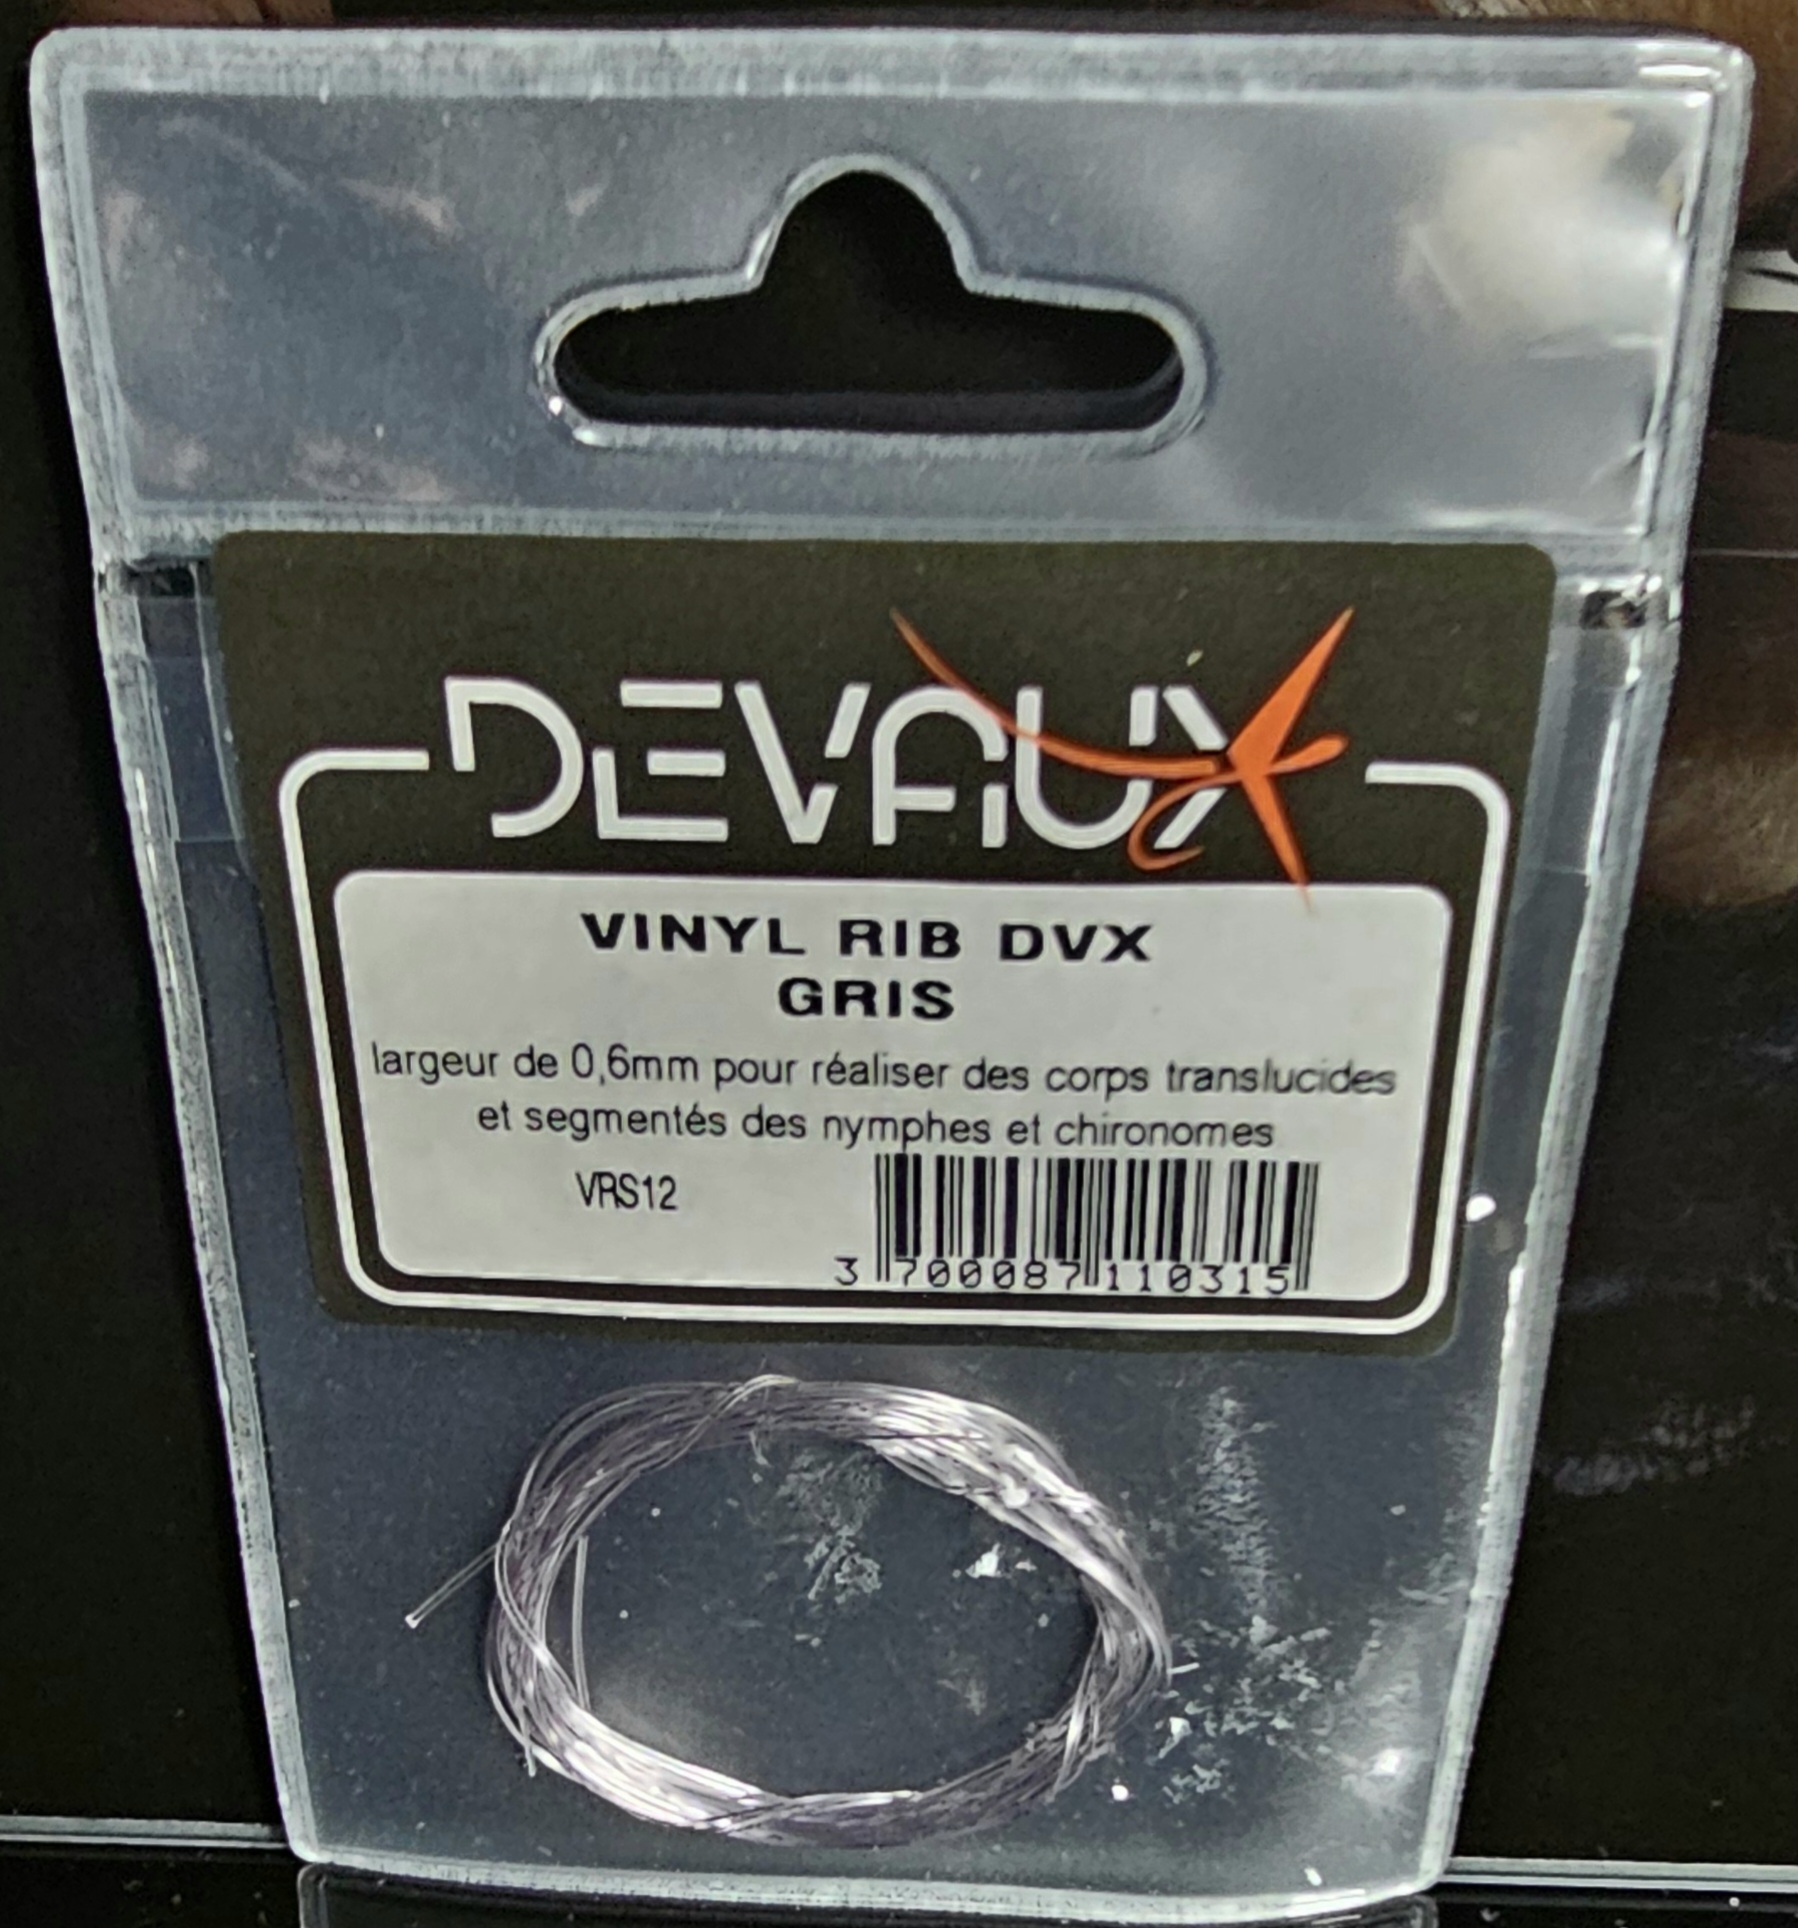 DEVAUX
VINYL RIB DVX
GRIS
largeur de 0,6mm pour réaliser des corps translucides
et segmentés des nymphes et chironomes
VRS12
3 700087 110315